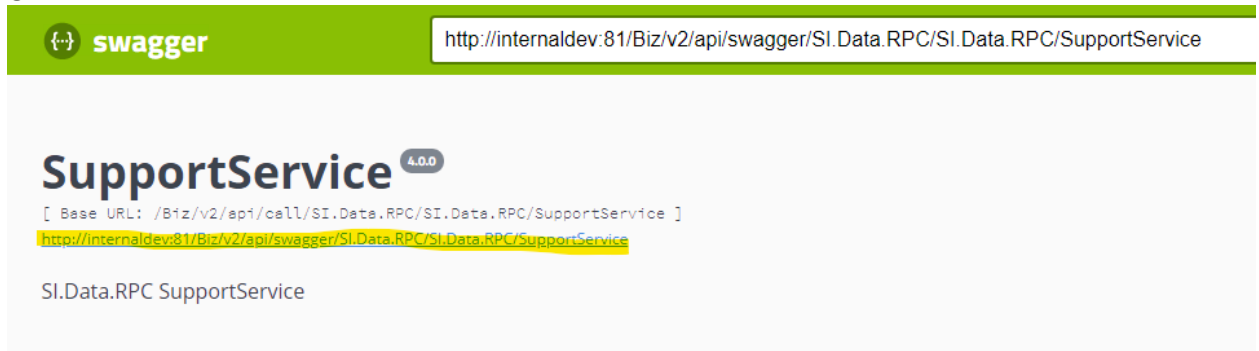 swagger
http://internaldev:81/Biz/v2/api/swagger/SI.Data.RPC/SI.Data.RPC/SupportService
SupportService 4.0.0
[ Base URL: /Biz/v2/api/call/SI.Data.RPC/SI.Data.RPC/SupportService ]
http://internaldev:81/Biz/v2/api/swagger/SI.Data.RPC/SI.Data.RPC/SupportService
SI.Data.RPC SupportService